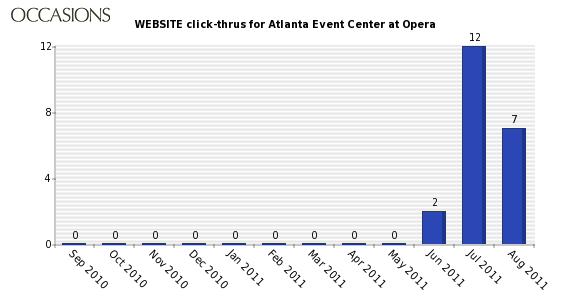 OCCASIONS
WEBSITE click-thrus for Atlanta Event Center at Opera
12
8
4
0
0 0 0 0 0 0 0 0 0 2 12 7
Sep 2010
Oct 2010
Nov 2010
Dec 2010
Jan 2011
Feb 2011
Mar 2011
Apr 2011
May 2011
Jun 2011
Jul 2011
Aug 2011